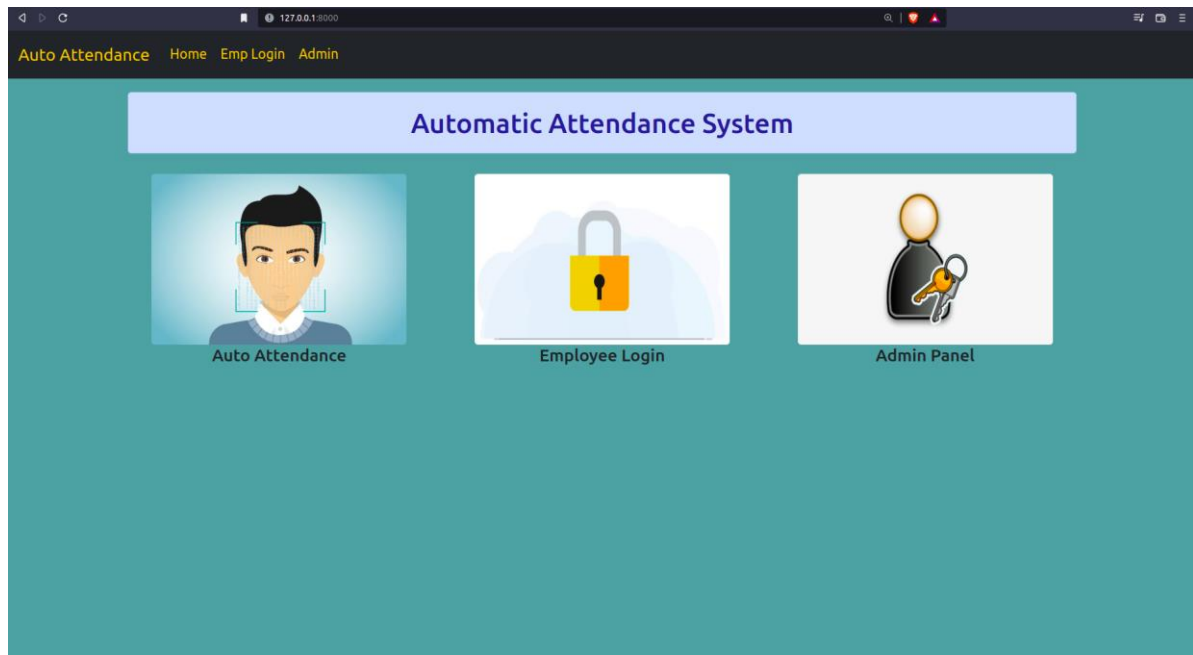 127.0.0.1:8000
Auto Attendance Home Emp Login Admin
Automatic Attendance System
Auto Attendance Employee Login Admin Panel